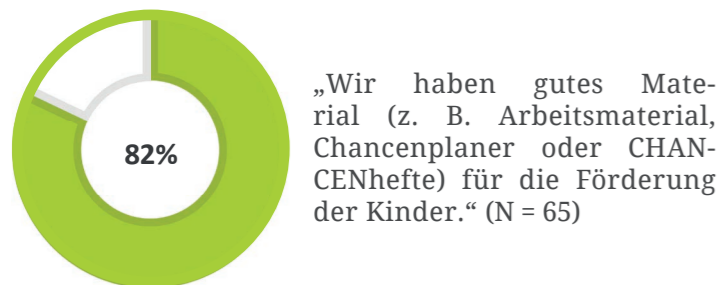 82%
„Wir haben gutes Mate-
rial (z. B. Arbeitsmaterial,
Chancenplaner oder CHAN-
CENhefte) für die Förderung
der Kinder.“ (N = 65)